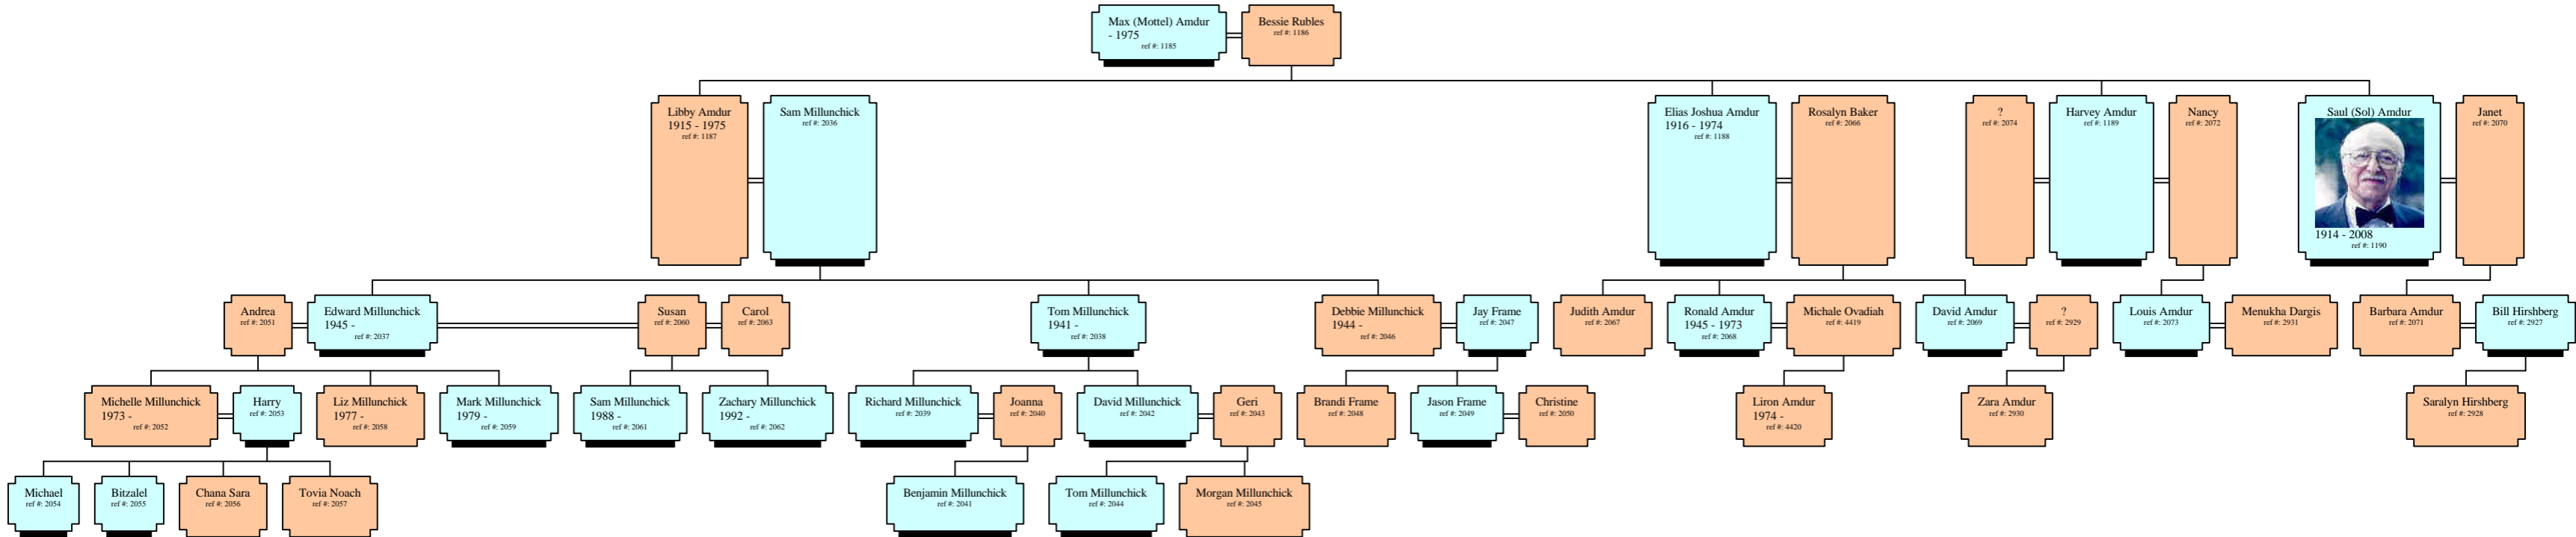 Max (Mottel) Amdur
- 1975
ref #: 1185
Bessie Rubles
ref #: 1186
Libby Amdur
1915 - 1975
ref #: 1187
Sam Millunchick
ref #: 2036
Elias Joshua Amdur
1916 - 1974
ref #: 1188
Rosalyn Baker
ref #: 2066
?
ref #: 2074
Harvey Amdur
ref #: 1189
Nancy
ref #: 2072
Saul (Sol) Amdur
1914 - 2008
ref #: 1190
Janet
ref #: 2070
Andrea
ref #: 2051
Edward Millunchick
1945 -
ref #: 2037
Susan
ref #: 2060
Carol
ref #: 2063
Tom Millunchick
1941 -
ref #: 2038
Debbie Millunchick
1944 -
ref #: 2046
Jay Frame
ref #: 2047
Judith Amdur
ref #: 2067
Ronald Amdur
1945 - 1973
ref #: 2068
Michale Ovadiah
ref #: 4419
David Amdur
ref #: 2069
?
ref #: 2929
Louis Amdur
ref #: 2073
Menukha Dargis
ref #: 2931
Barbara Amdur
ref #: 2071
Bill Hirshberg
ref #: 2927
Michelle Millunchick
1973 -
ref #: 2052
Harry
ref #: 2053
Liz Millunchick
1977 -
ref #: 2058
Mark Millunchick
1979 -
ref #: 2059
Sam Millunchick
1988 -
ref #: 2061
Zachary Millunchick
1992 -
ref #: 2062
Richard Millunchick
ref #: 2039
Joanna
ref #: 2040
David Millunchick
ref #: 2042
Geri
ref #: 2043
Brandi Frame
ref #: 2048
Jason Frame
ref #: 2049
Christine
ref #: 2050
Liron Amdur
1974 -
ref #: 4420
Zara Amdur
ref #: 2930
Saralyn Hirshberg
ref #: 2928
Michael
ref #: 2054
Bitzalel
ref #: 2055
Chana Sara
ref #: 2056
Tovia Noach
ref #: 2057
Benjamin Millunchick
ref #: 2041
Tom Millunchick
ref #: 2044
Morgan Millunchick
ref #: 2045